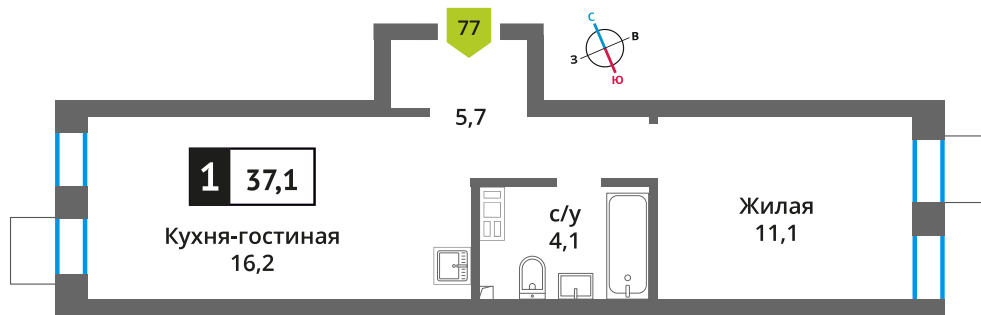 77
С
В
З
Ю
5,7
1 37,1
Кухня-гостиная
16,2
с/у
4,1
Жилая
11,1